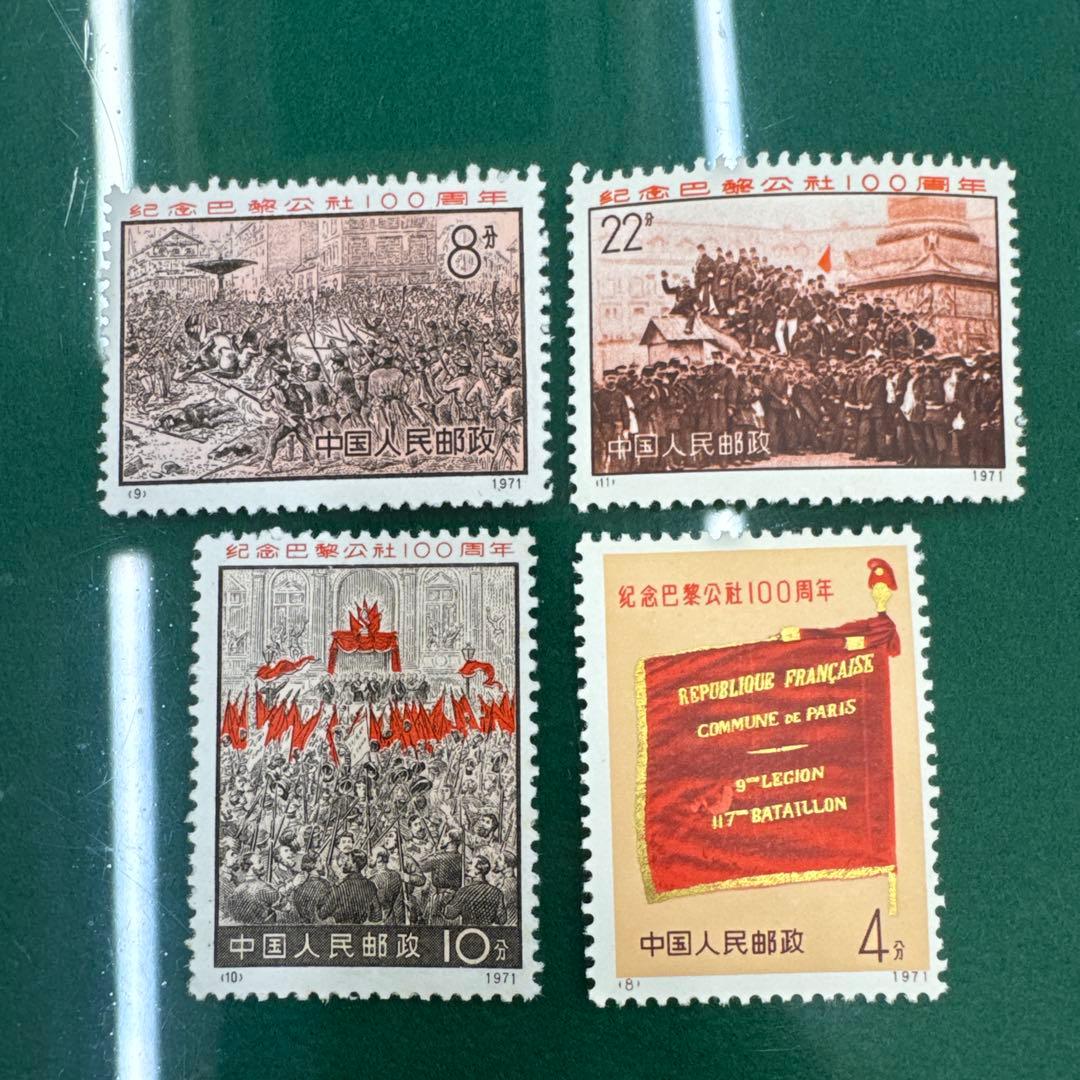 纪念巴黎公社100周年
8分
中国人民邮政
(9) 1971
纪念巴黎公社100周年
22分
中国人民邮政
(11) 1971
纪念巴黎公社100周年
中国人民邮政 10分
(10) 1971
纪念巴黎公社100周年
REPUBLIQUE FRANÇAISE
COMMUNE DE PARIS
9me LEGION
117me BATAILLON
中国人民邮政 4分
(8) 1971